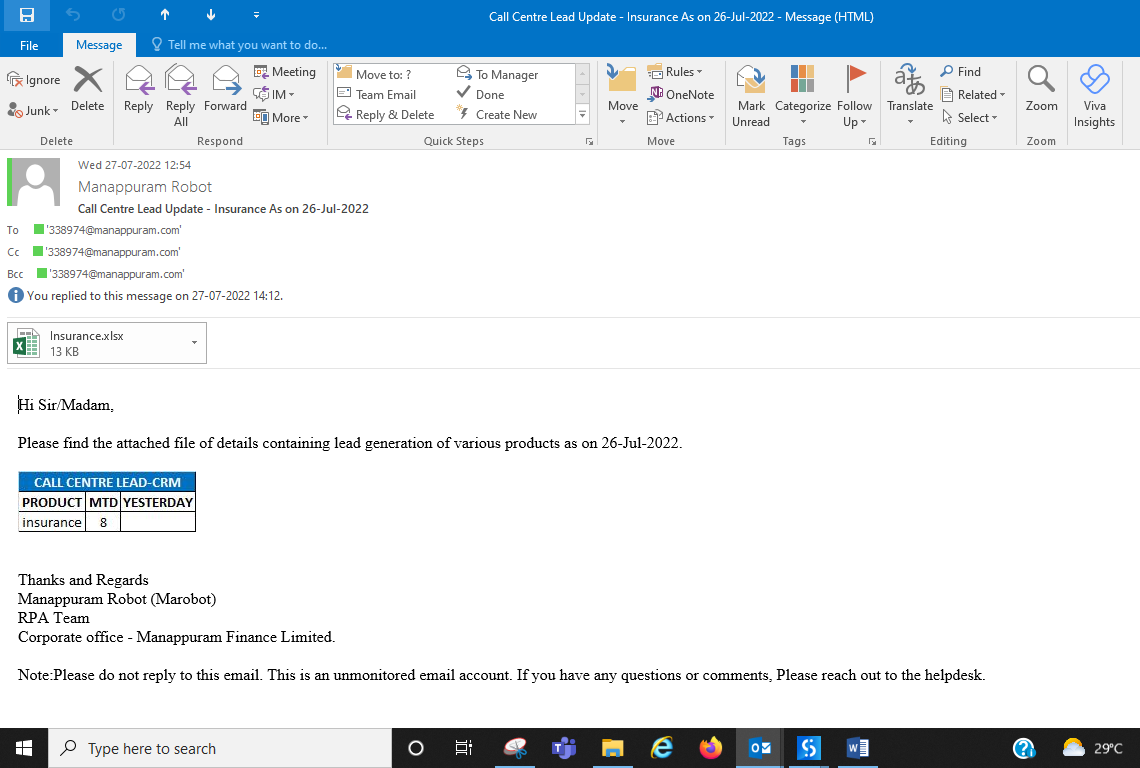 Call Centre Lead Update - Insurance As on 26-Jul-2022 - Message (HTML)
File Message Tell me what you want to do...
Ignore
Junk
Delete
Delete
Reply
Reply All
Forward
Meeting
IM
More
Respond
Move to: ?
Team Email
Reply & Delete
To Manager
Done
Create New
Quick Steps
Move
Rules
OneNote
Actions
Move
Mark Unread
Categorize
Follow Up
Tags
Translate
Find
Related
Select
Editing
Zoom
Zoom
Viva Insights
Wed 27-07-2022 12:54
Manappuram Robot
Call Centre Lead Update - Insurance As on 26-Jul-2022
To '338974@manappuram.com'
Cc '338974@manappuram.com'
Bcc '338974@manappuram.com'
You replied to this message on 27-07-2022 14:12.
Insurance.xlsx
13 KB
Hi Sir/Madam,
Please find the attached file of details containing lead generation of various products as on 26-Jul-2022.
CALL CENTRE LEAD-CRM
PRODUCT MTD YESTERDAY
insurance 8
Thanks and Regards
Manappuram Robot (Marobot)
RPA Team
Corporate office - Manappuram Finance Limited.
Note:Please do not reply to this email. This is an unmonitored email account. If you have any questions or comments, Please reach out to the helpdesk.
Type here to search
29°C